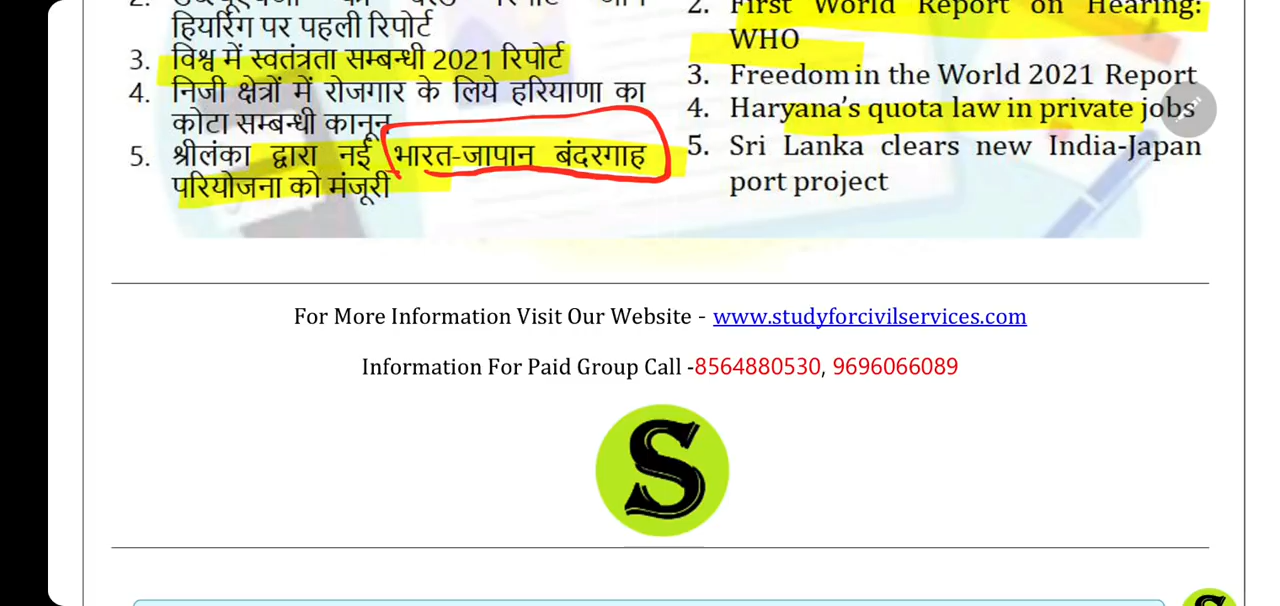 हियरिंग पर पहली रिपोर्ट
3. विश्व में स्वतंत्रता सम्बन्धी 2021 रिपोर्ट
4. निजी क्षेत्रों में रोजगार के लिये हरियाणा का
कोटा सम्बन्धी कानून
5. श्रीलंका द्वारा नई भारत-जापान बंदरगाह
परियोजना को मंजूरी
2. First World Report on Hearing:
WHO
3. Freedom in the World 2021 Report
4. Haryana's quota law in private jobs
5. Sri Lanka clears new India-Japan
port project
For More Information Visit Our Website - www.studyforcivilservices.com
Information For Paid Group Call -8564880530, 9696066089
S
S